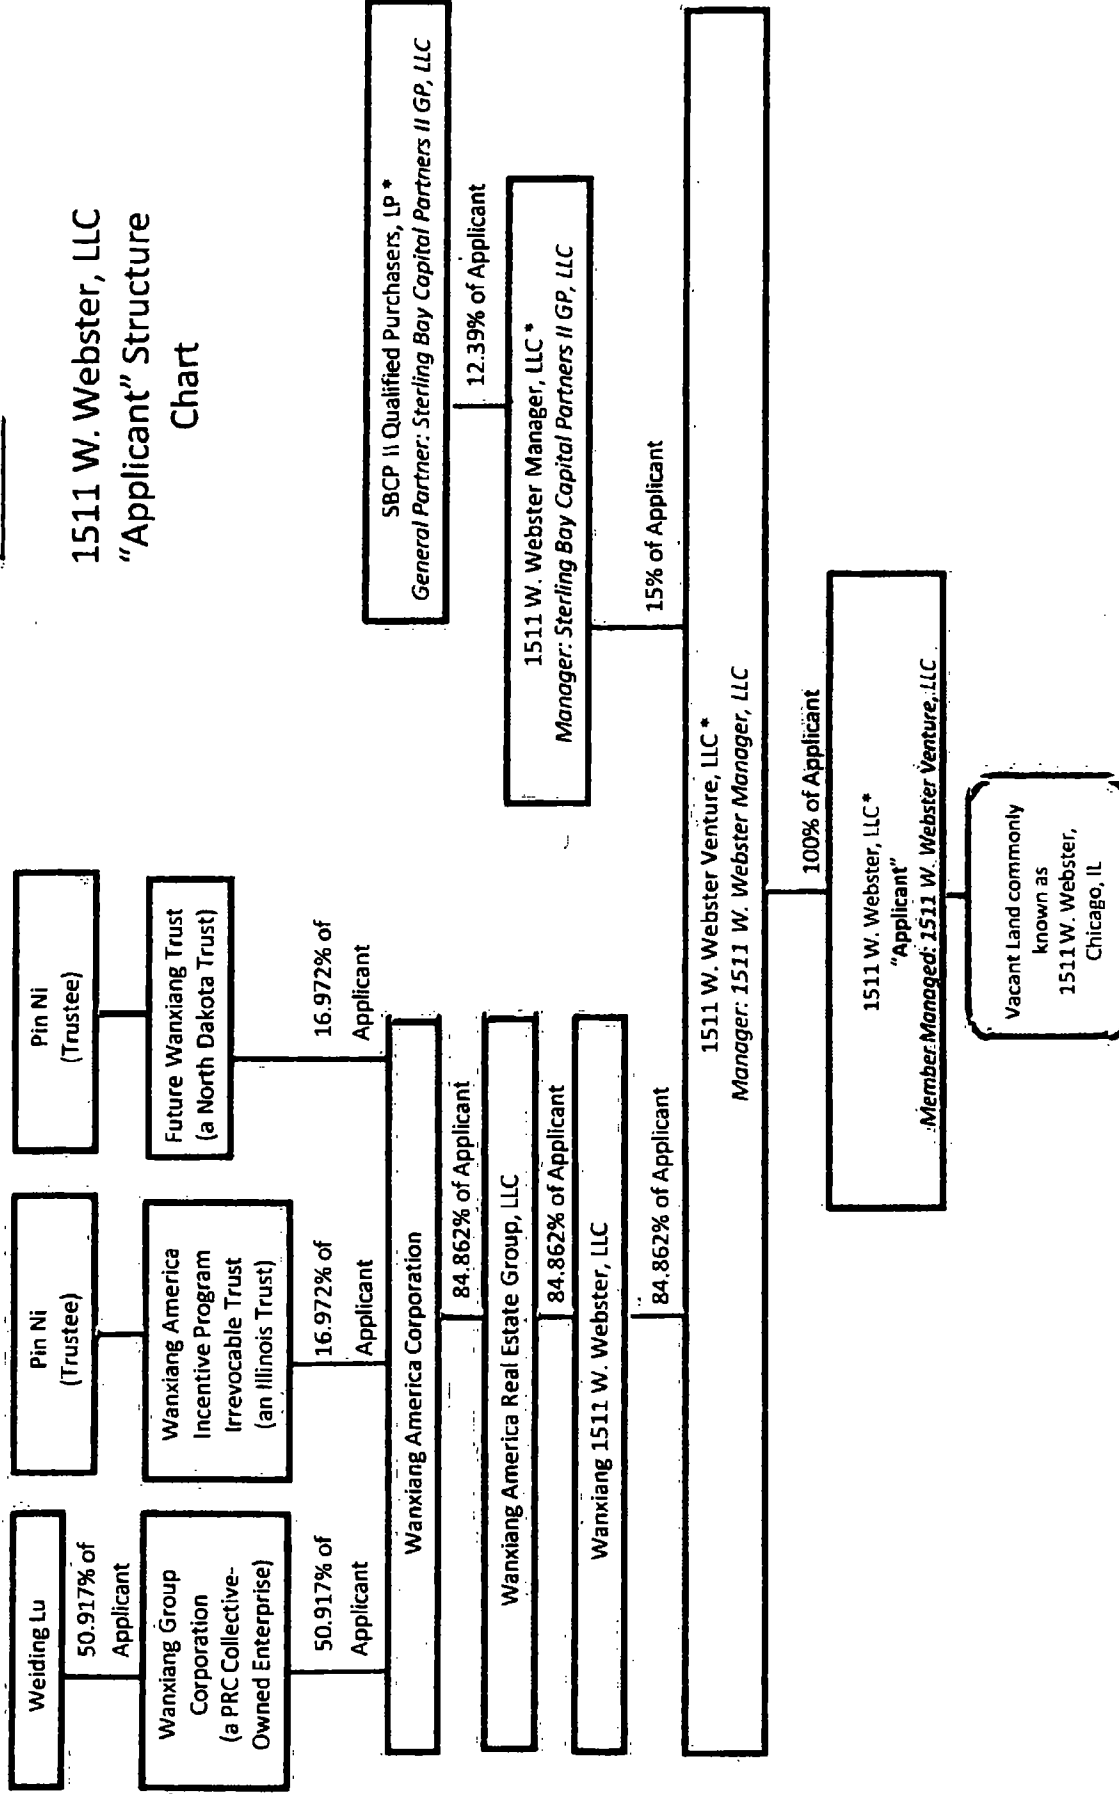 1511 W. Webster, LLC
"Applicant" Structure
Chart
Weiding Lu
50.917% of
Applicant
Wanxiang Group
Corporation
(a PRC Collective-
Owned Enterprise)
50.917% of
Applicant
Pin Ni
(Trustee)
Wanxiang America
Incentive Program
Irrevocable Trust
(an Illinois Trust)
16.972% of
Applicant
Pin Ni
(Trustee)
Future Wanxiang Trust
(a North Dakota Trust)
16.972% of
Applicant
Wanxiang America Corporation
84.862% of Applicant
Wanxiang America Real Estate Group, LLC
84.862% of Applicant
Wanxiang 1511 W. Webster, LLC
84.862% of Applicant
SBCP II Qualified Purchasers, LP *
General Partner: Sterling Bay Capital Partners II GP, LLC
12.39% of Applicant
1511 W. Webster Manager, LLC *
Manager: Sterling Bay Capital Partners II GP, LLC
15% of Applicant
1511 W. Webster Venture, LLC *
Manager: 1511 W. Webster Manager, LLC
100% of Applicant
1511 W. Webster, LLC *
"Applicant"
Member Managed: 1511 W. Webster Venture, LLC
Vacant Land commonly
known as
1511 W. Webster,
Chicago, IL